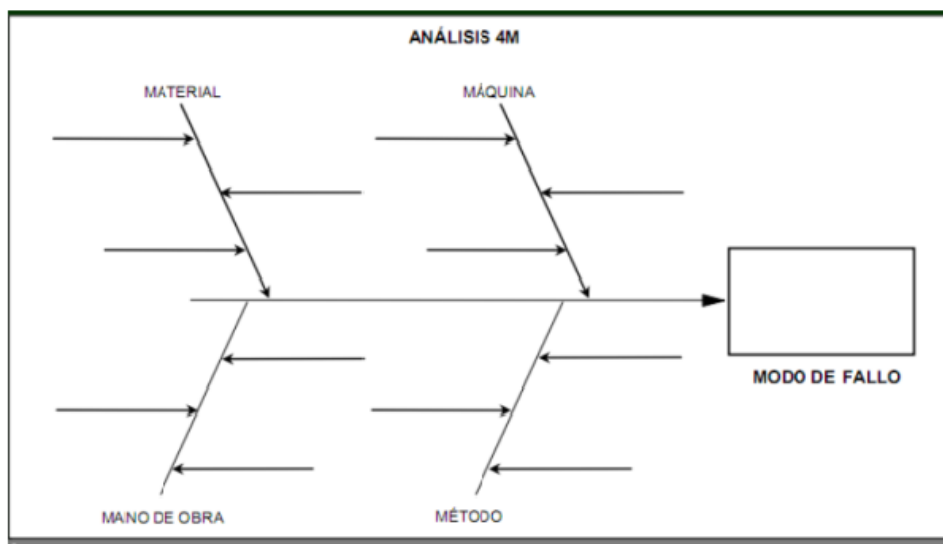 ANÁLISIS 4M
MATERIAL
MÁQUINA
MODO DE FALLO
MANO DE OBRA
MÉTODO